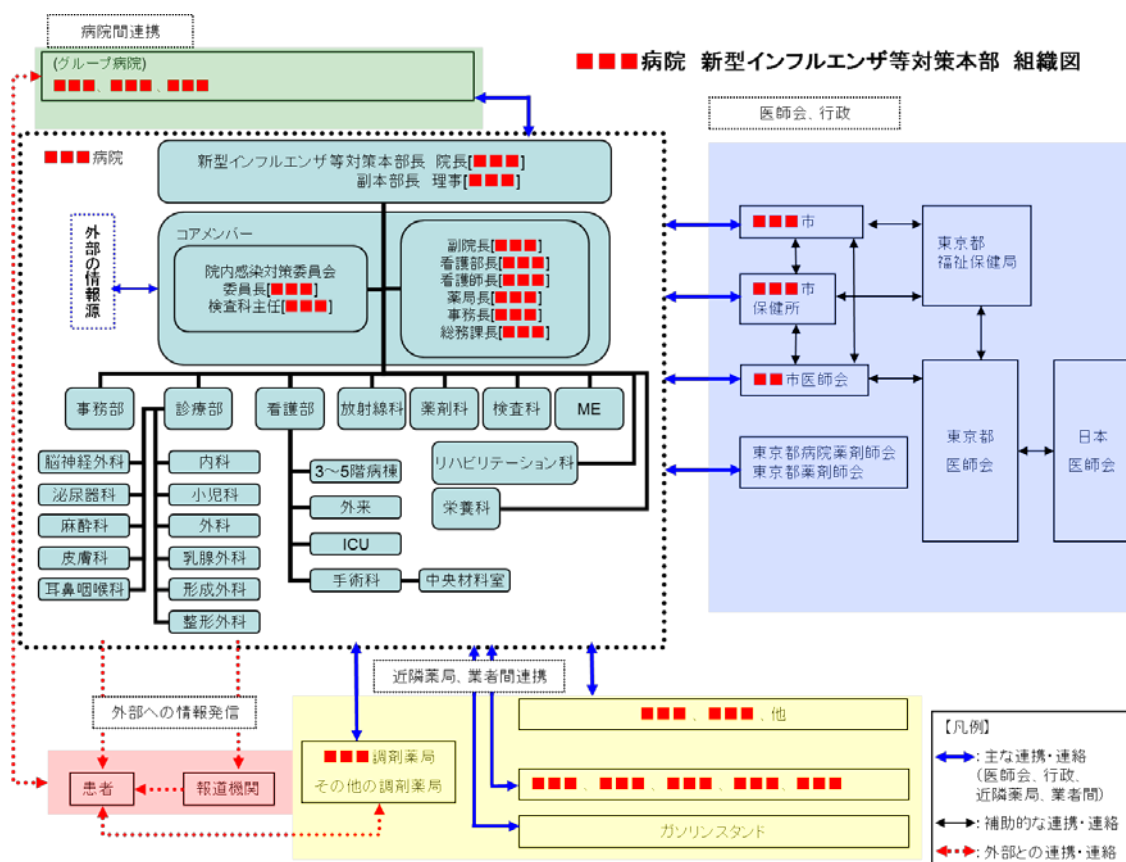 病院間連携
(グループ病院)
■■■、■■■、■■■
■■■病院 新型インフルエンザ等対策本部 組織図
医師会、行政
■■■病院
新型インフルエンザ等対策本部長 院長[■■■]
副本部長 理事[■■■]
外部の情報源
コアメンバー
院内感染対策委員会
委員長[■■■]
検査科主任[■■■]
副院長[■■■]
看護部長[■■■]
看護師長[■■■]
薬局長[■■■]
事務長[■■■]
総務課長[■■■]
事務部
診療部
看護部
放射線科
薬剤科
検査科
ME
脳神経外科
泌尿器科
麻酔科
皮膚科
耳鼻咽喉科
内科
小児科
外科
乳腺外科
形成外科
整形外科
3～5階病棟
外来
ICU
手術科
中央材料室
リハビリテーション科
栄養科
■■■市
■■■市
保健所
■■市医師会
東京都病院薬剤師会
東京都薬剤師会
東京都
福祉保健局
東京都
医師会
日本
医師会
近隣薬局、業者間連携
外部への情報発信
患者
報道機関
■■■調剤薬局
その他の調剤薬局
■■■、■■■、他
■■■、■■■、■■■、■■■、■■■
ガソリンスタンド
【凡例】
：主な連携・連絡
(医師会、行政、
近隣薬局、業者間)
：補助的な連携・連絡
：外部との連携・連絡